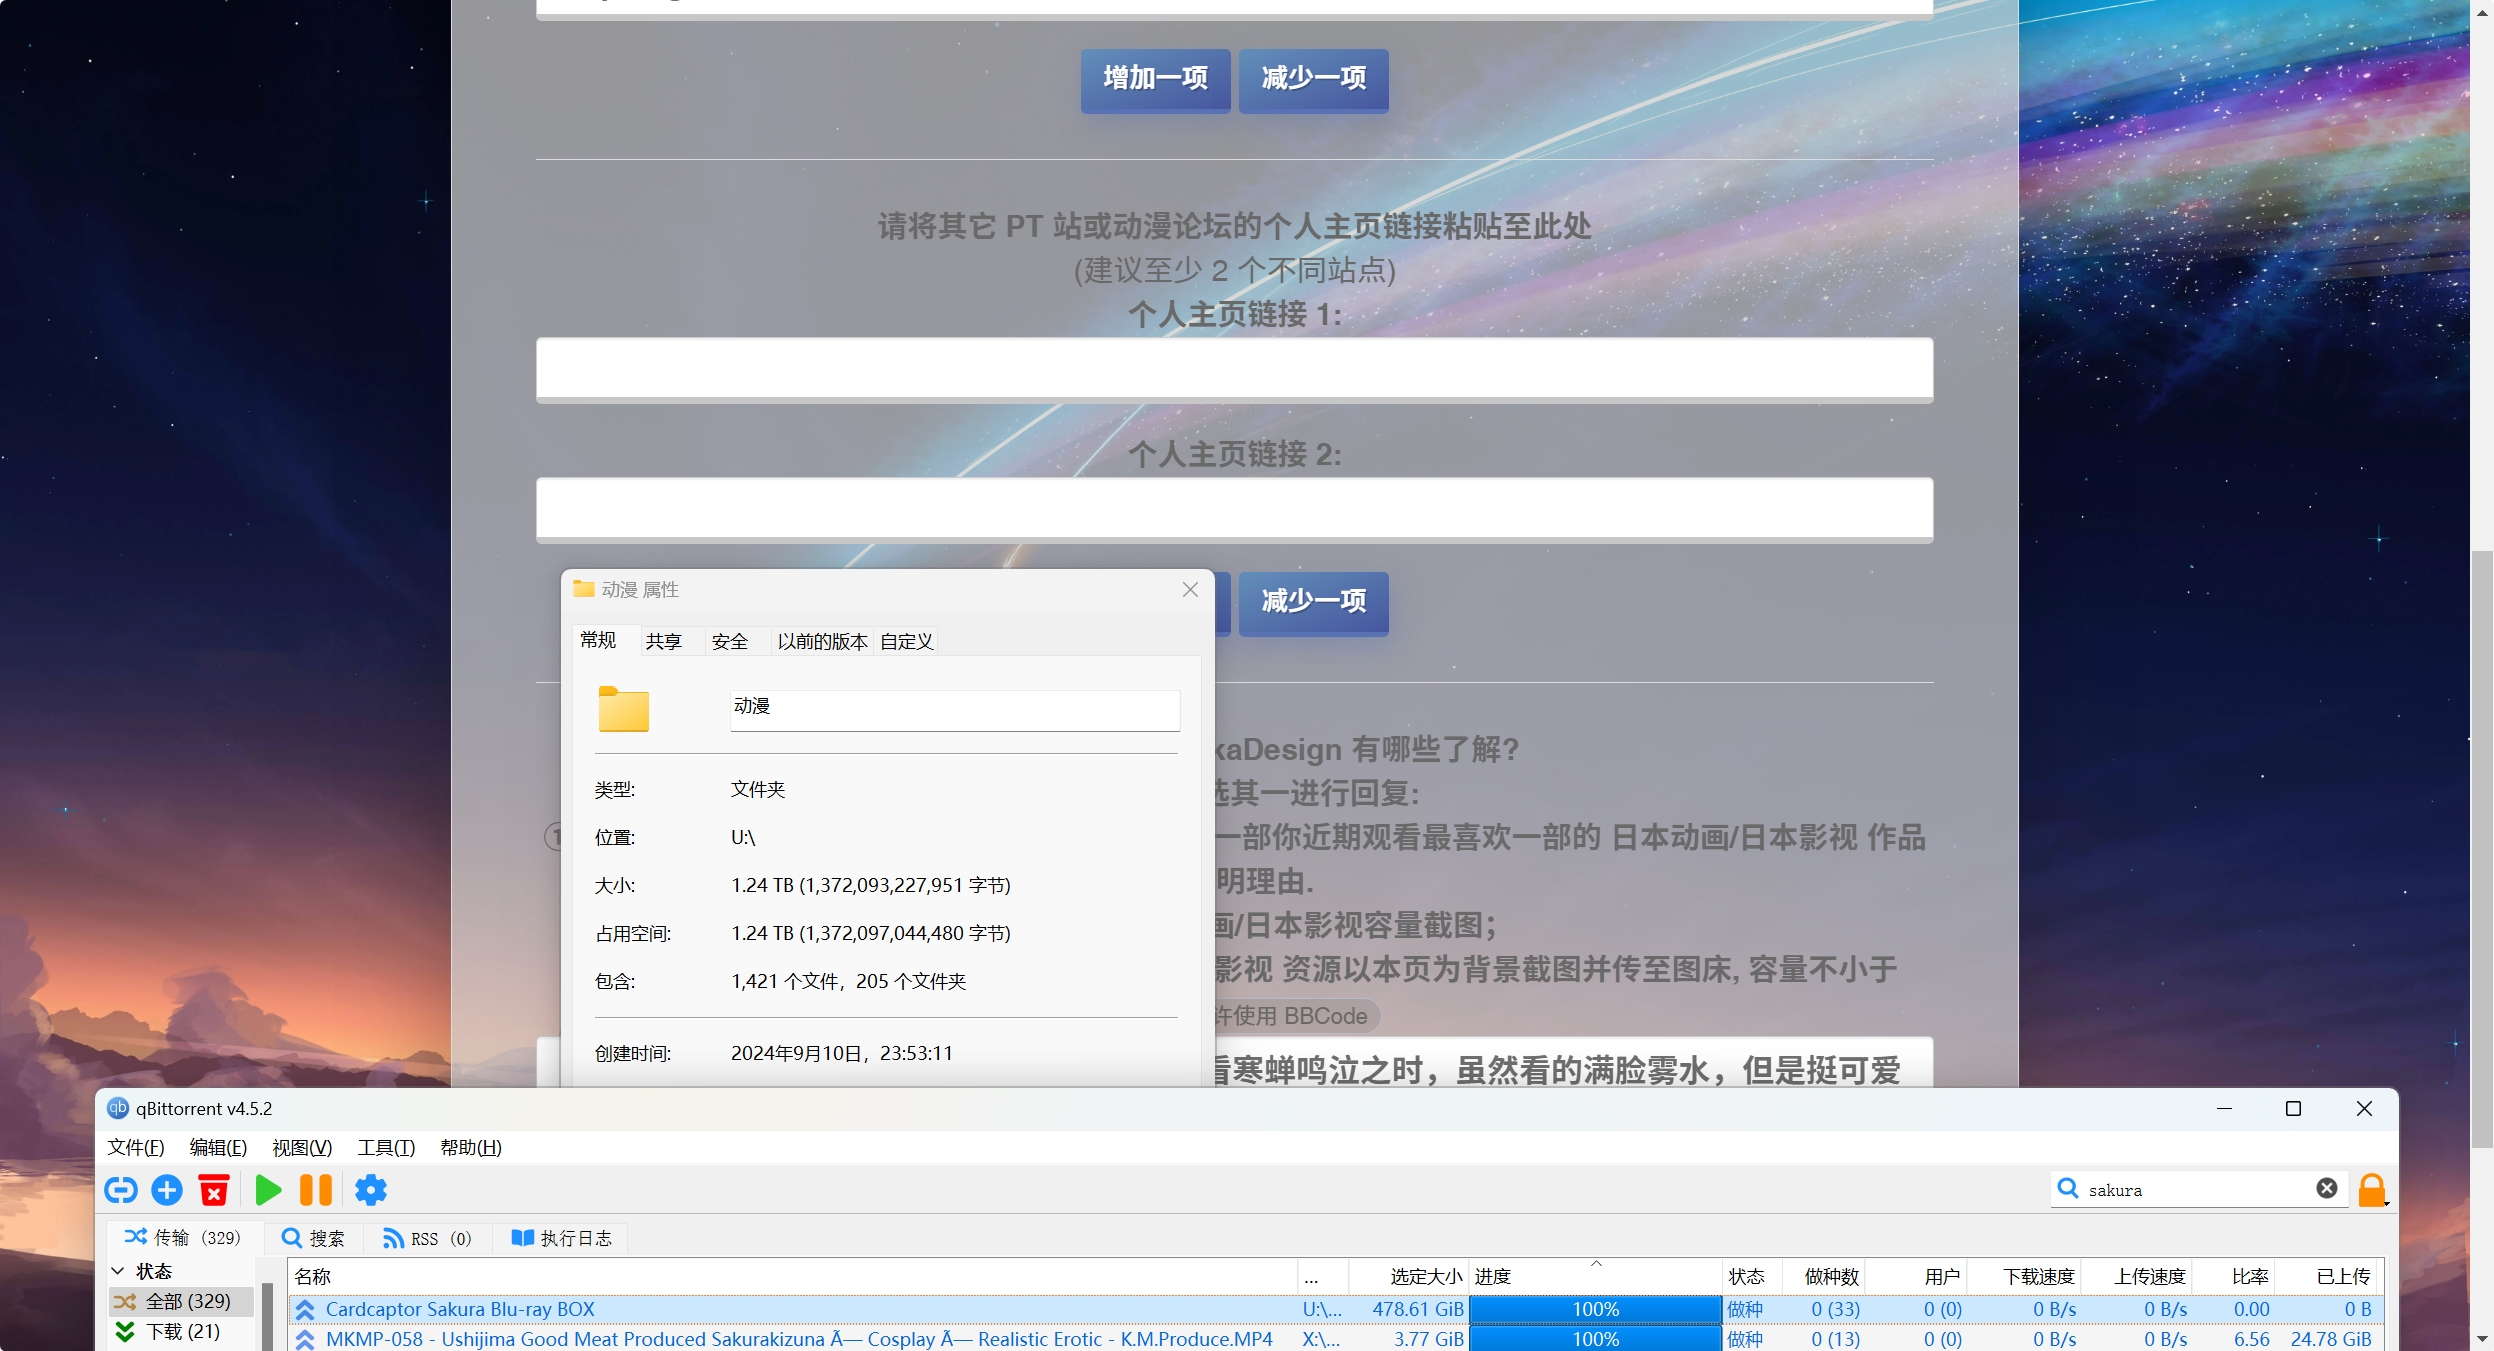 增加一项
减少一项
请将其它 PT 站或动漫论坛的个人主页链接粘贴至此处
(建议至少 2 个不同站点)
个人主页链接 1:
个人主页链接 2:
动漫 属性
减少一项
常规
共享
安全
以前的版本
自定义
动漫
kaDesign 有哪些了解?
类型:
文件夹
选其一进行回复:
位置:
U:\
①
一部你近期观看最喜欢一部的 日本动画/日本影视 作品
大小:
1.24 TB (1,372,093,227,951 字节)
明理由.
占用空间:
1.24 TB (1,372,097,044,480 字节)
画/日本影视容量截图；
包含:
1,421 个文件，205 个文件夹
影视 资源以本页为背景截图并传至图床, 容量不小于
许使用 BBCode
创建时间:
2024年9月10日，23:53:11
看寒蝉鸣泣之时，虽然看的满脸雾水，但是挺可爱
qb
qBittorrent v4.5.2
文件(F)
编辑(E)
视图(V)
工具(T)
帮助(H)
sakura
传输 (329)
搜索
RSS (0)
执行日志
状态
名称
...
选定大小
进度
状态
做种数
用户
下载速度
上传速度
比率
已上传
全部 (329)
Cardcaptor Sakura Blu-ray BOX
U:\...
478.61 GiB
100%
做种
0 (33)
0 (0)
0 B/s
0 B/s
0.00
0 B
下载 (21)
MKMP-058 - Ushijima Good Meat Produced Sakurakizuna Ã— Cosplay Ã— Realistic Erotic - K.M.Produce.MP4
X:\...
3.77 GiB
100%
做种
0 (13)
0 (0)
0 B/s
0 B/s
6.56
24.78 GiB